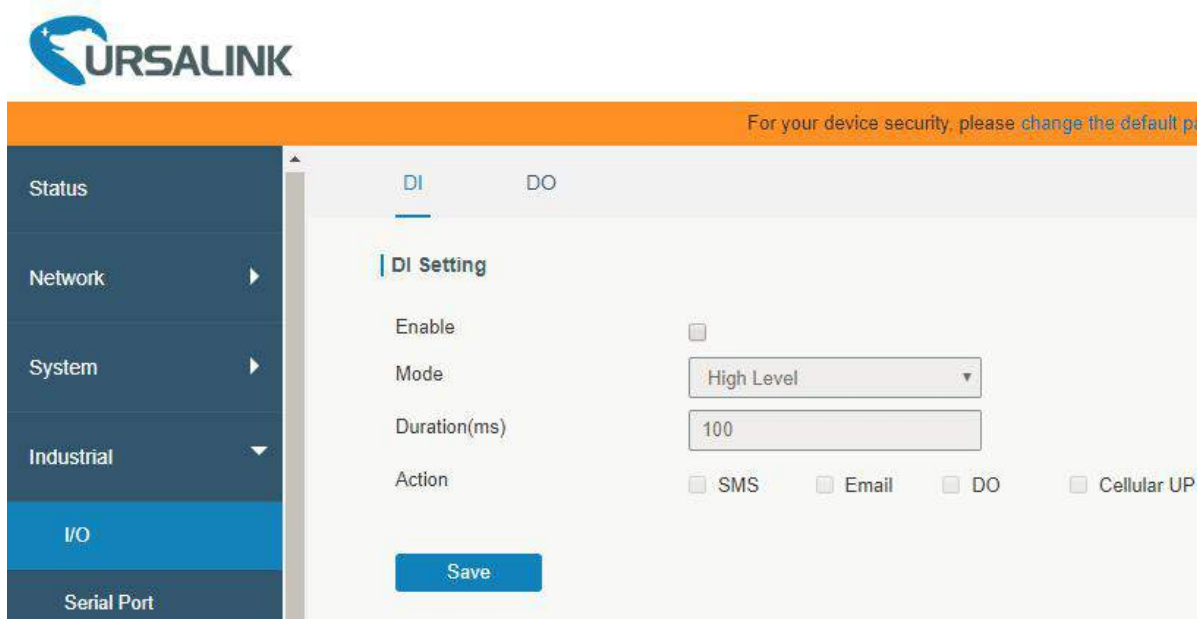 URSALINK
For your device security, please change the default
Status
DI DO
Network
DI Setting
Enable
System
Mode High Level
Duration(ms) 100
Industrial
Action SMS Email DO Cellular UP
I/O
Save
Serial Port